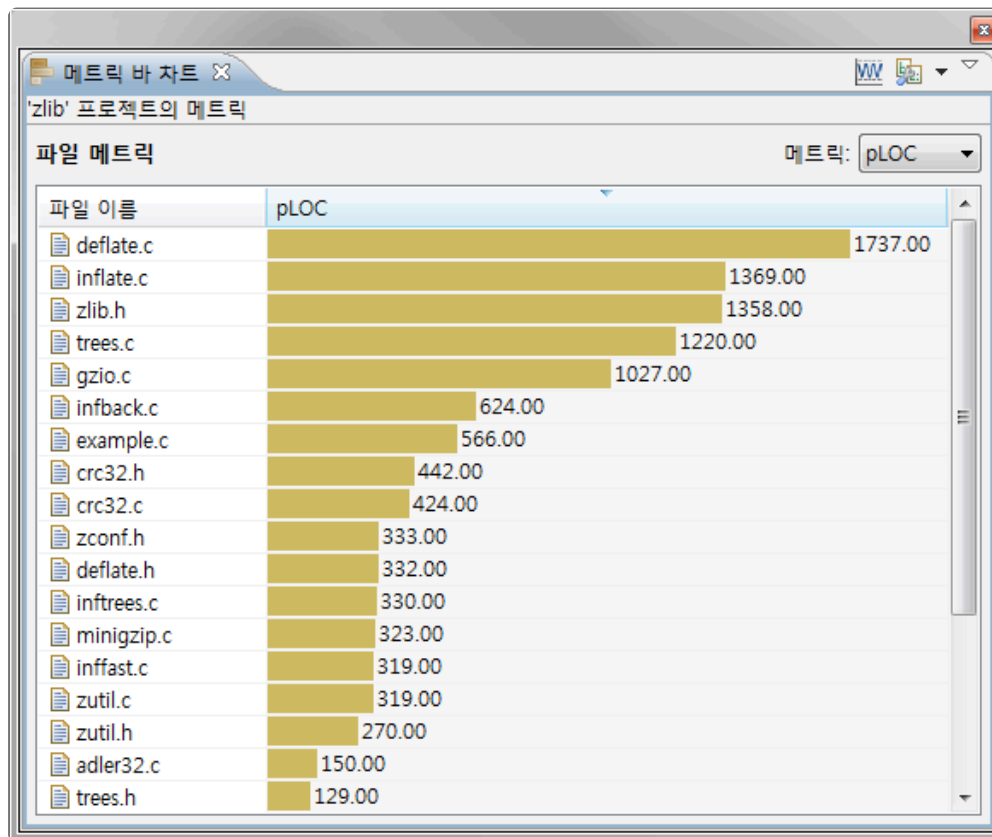 메트릭 바 차트
'zlib' 프로젝트의 메트릭
파일 메트릭 메트릭: pLOC
파일 이름 pLOC
deflate.c 1737.00
inflate.c 1369.00
zlib.h 1358.00
trees.c 1220.00
gzio.c 1027.00
infback.c 624.00
example.c 566.00
crc32.h 442.00
crc32.c 424.00
zconf.h 333.00
deflate.h 332.00
inftrees.c 330.00
minigzip.c 323.00
inffast.c 319.00
zutil.c 319.00
zutil.h 270.00
adler32.c 150.00
trees.h 129.00